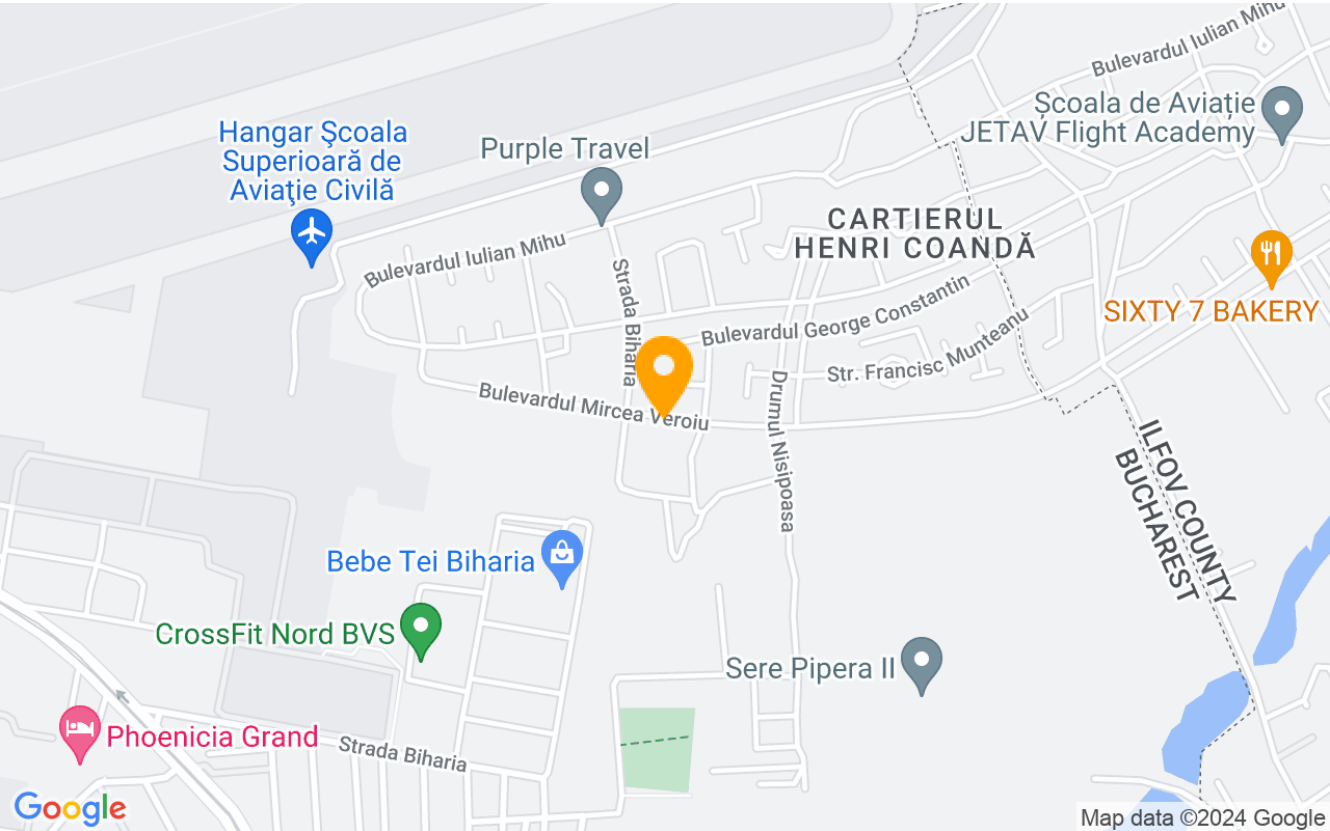 Bulevardul Iulian Mihu
Școala de Aviație
JETAV Flight Academy
Hangar Şcoala
Superioară de
Aviaţie Civilă
Purple Travel
CARTIERUL
HENRI COANDĂ
Bulevardul Iulian Mihu
Strada Biharia
SIXTY 7 BAKERY
Bulevardul George Constantin
Str. Francisc Munteanu
Bulevardul Mircea Veroiu
Drumul Nisipoasa
ILFOV COUNTY
BUCHAREST
Bebe Tei Biharia
CrossFit Nord BVS
Sere Pipera II
Phoenicia Grand
Strada Biharia
Google
Map data ©2024 Google